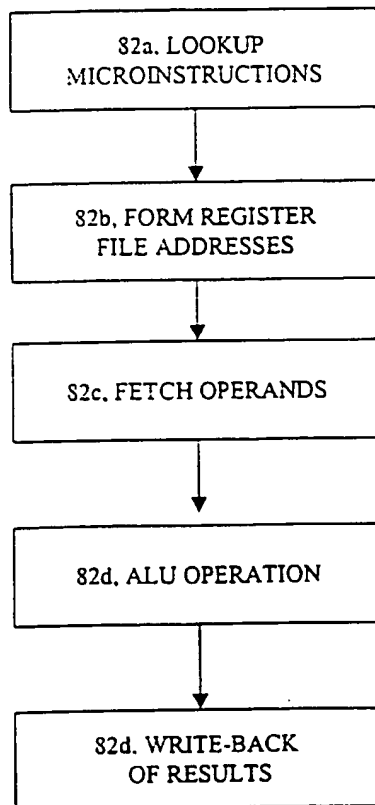 82a. LOOKUP
MICROINSTRUCTIONS
82b, FORM REGISTER
FILE ADDRESSES
82c. FETCH OPERANDS
82d. ALU OPERATION
82d. WRITE-BACK
OF RESULTS